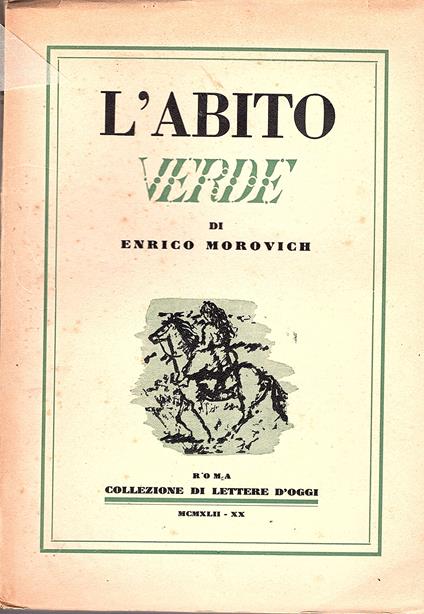 L'ABITO
VERDE
DI
ENRICO MOROVICH
ROMA
COLLEZIONE DI LETTERE D'OGGI
MCMXLII - XX